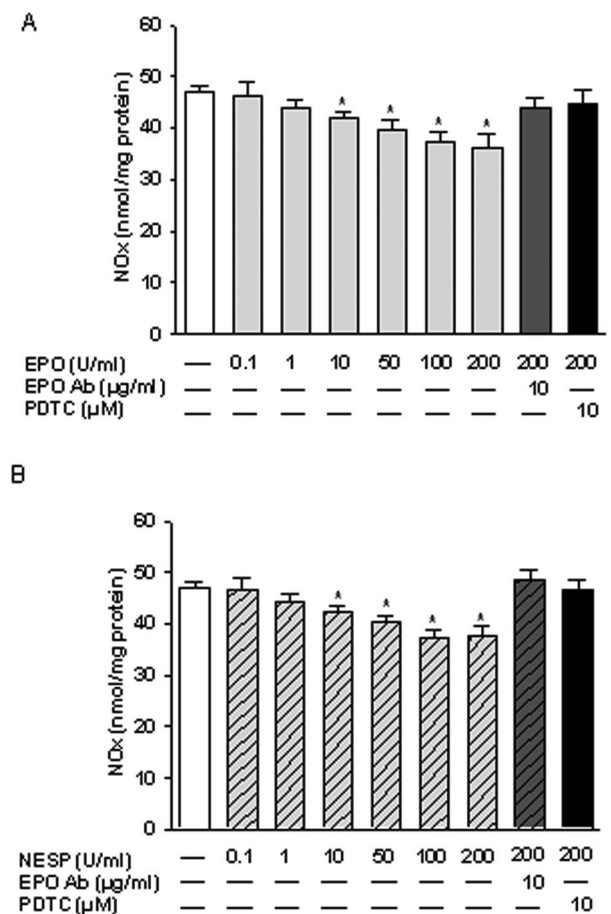 A
60
50
40
30
20
10
0
NOx (nmol/mg protein)
* * * *
EPO (U/ml) — 0.1 1 10 50 100 200 200 200
EPO Ab (µg/ml) — — — — — — — 10 —
PDTC (µM) — — — — — — — — 10
B
60
50
40
30
20
10
0
NOx (nmol/mg protein)
* * * *
NESP (U/ml) — 0.1 1 10 50 100 200 200 200
EPO Ab (µg/ml) — — — — — — — 10 —
PDTC (µM) — — — — — — — — 10